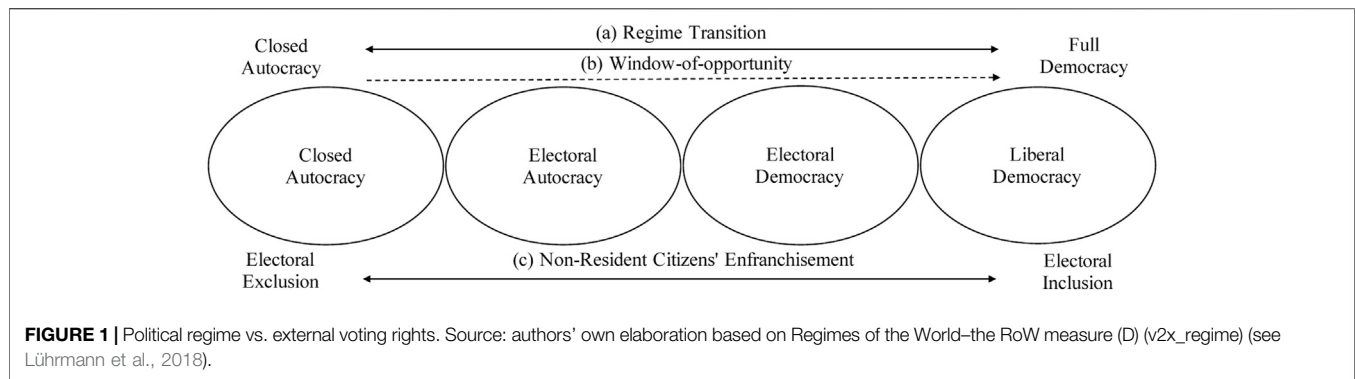 (a) Regime Transition
Closed
Autocracy
Full
Democracy
(b) Window-of-opportunity
Closed
Autocracy
Electoral
Autocracy
Electoral
Democracy
Liberal
Democracy
Electoral
Exclusion
(c) Non-Resident Citizens' Enfranchisement
Electoral
Inclusion
FIGURE 1 | Political regime vs. external voting rights. Source: authors’ own elaboration based on Regimes of the World–the RoW measure (D) (v2x_regime) (see
Lührmann et al., 2018).